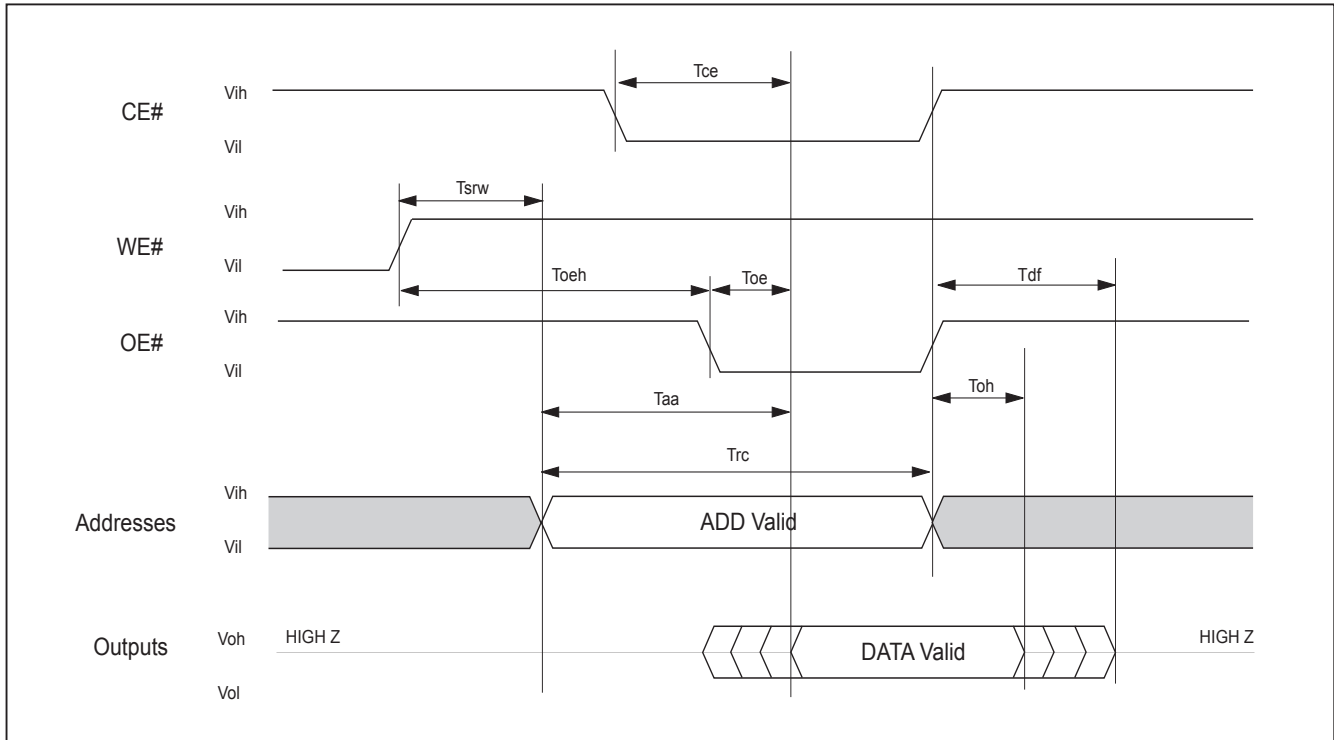 Tce
Vih
CE#
Vil
Tsrw
Vih
WE#
Vil
Toeh
Toe
Tdf
Vih
OE#
Vil
Toh
Taa
Trc
Vih
Addresses
ADD Valid
Vil
Voh
HIGH Z
HIGH Z
Outputs
DATA Valid
Vol